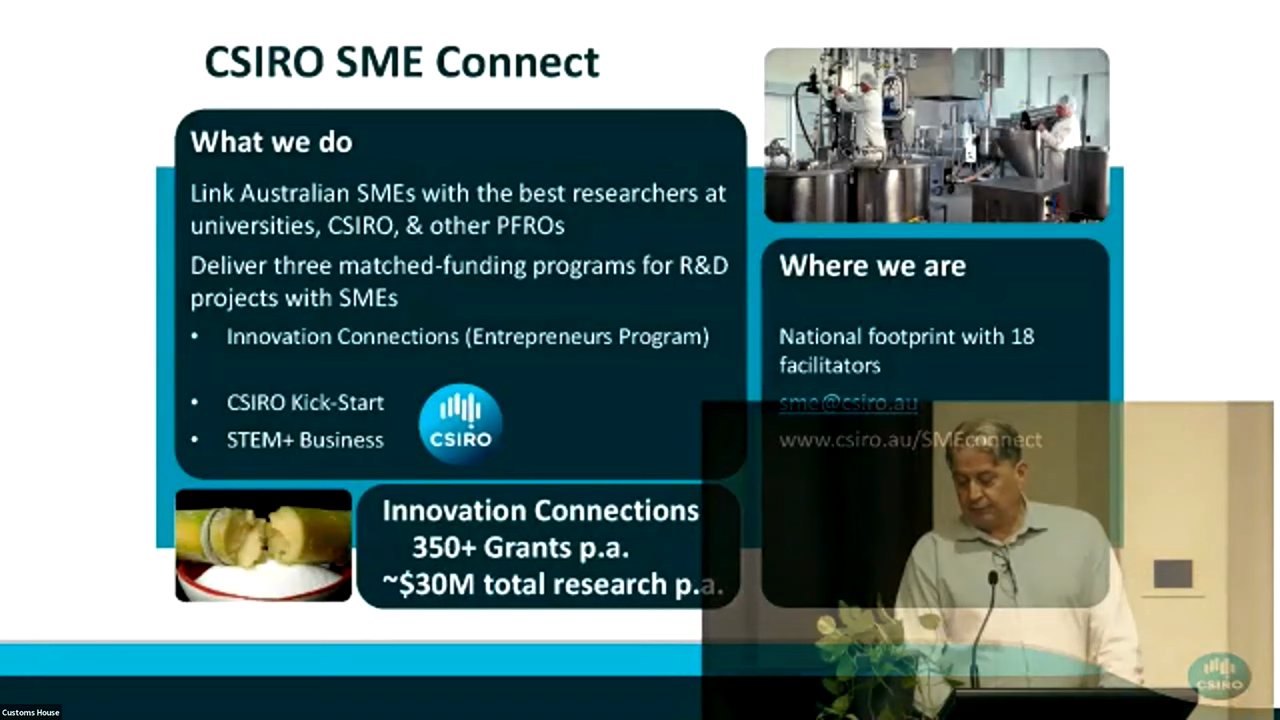 CSIRO SME Connect
What we do
Link Australian SMEs with the best researchers at
universities, CSIRO, & other PFROs
Deliver three matched-funding programs for R&D
projects with SMEs
• Innovation Connections (Entrepreneurs Program)
• CSIRO Kick-Start
• STEM+ Business
CSIRO
Innovation Connections
350+ Grants p.a.
~$30M total research p.a.
Where we are
National footprint with 18
facilitators
sme@csiro.au
www.csiro.au/SMEconnect
CSIRO
Customs House